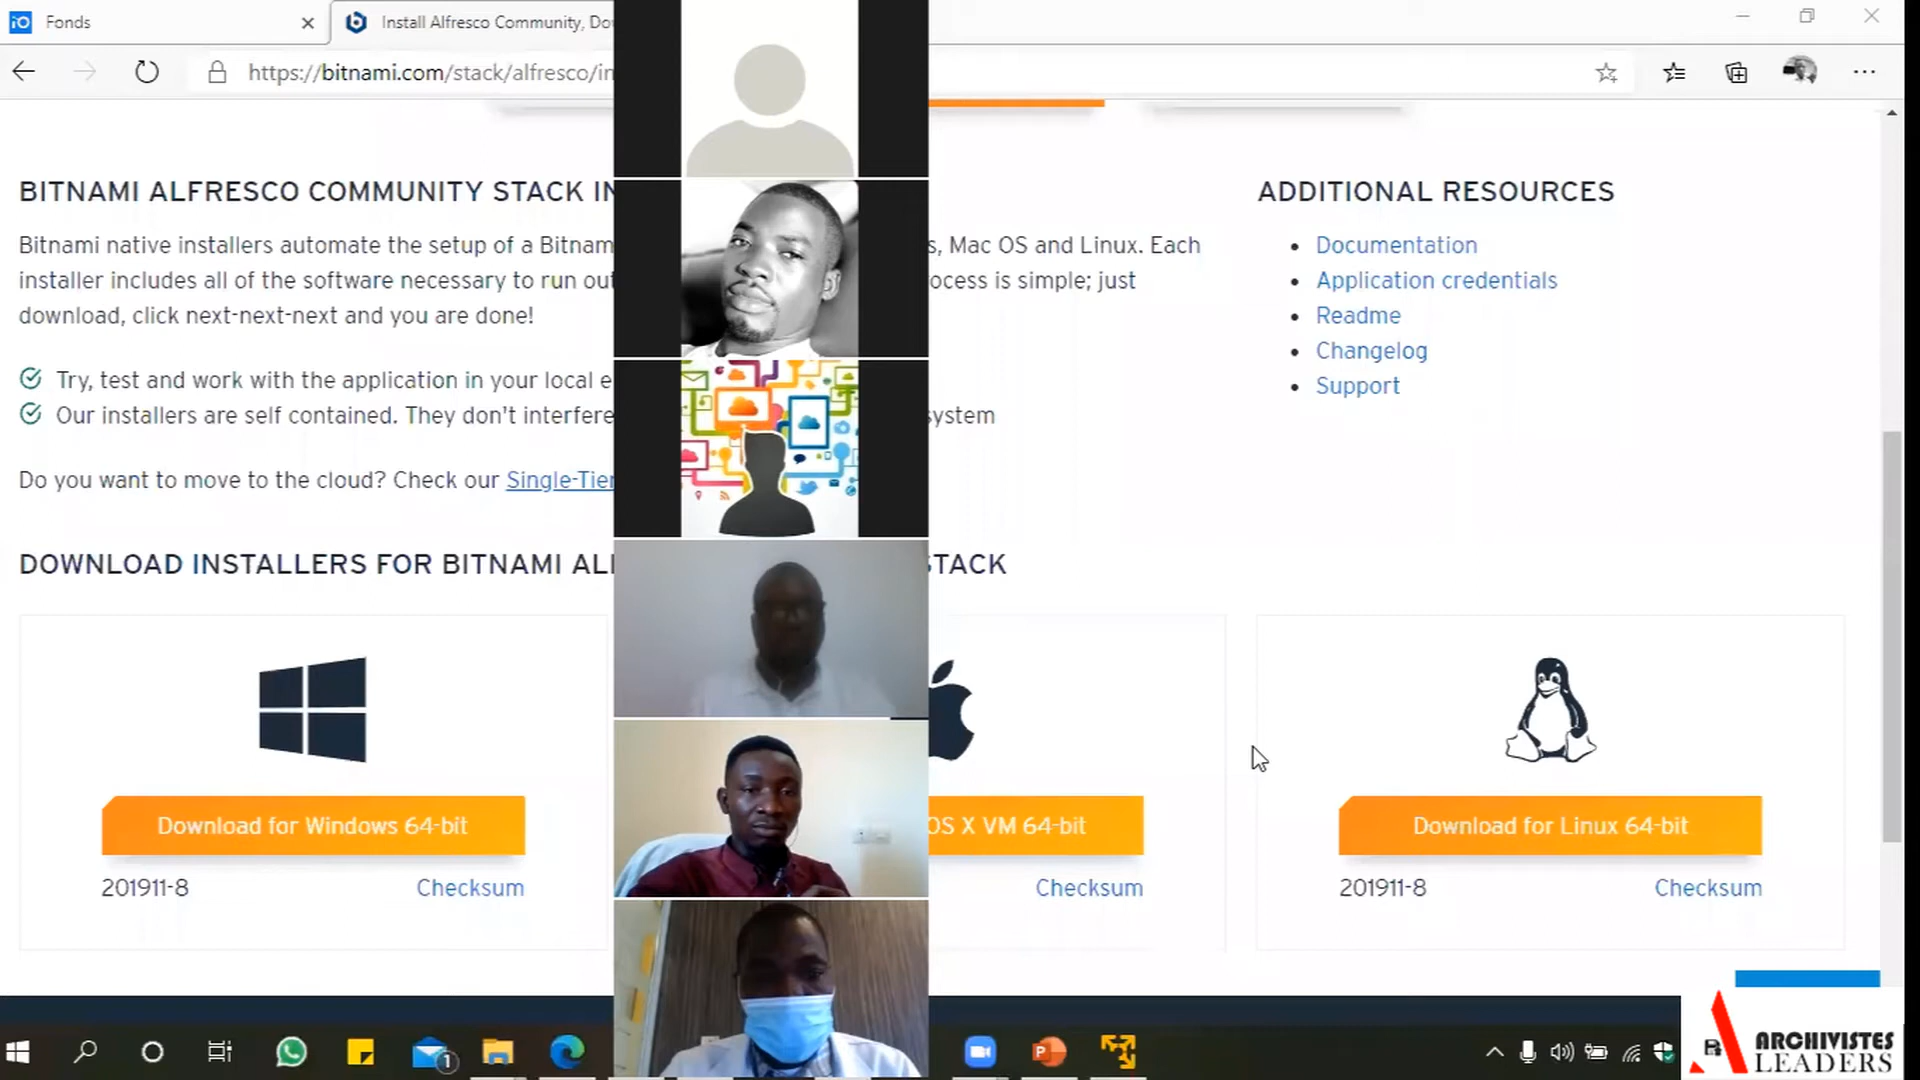 Fonds
Install Alfresco Community, Do
https://bitnami.com/stack/alfresco/in
BITNAMI ALFRESCO COMMUNITY STACK IN
Bitnami native installers automate the setup of a Bitnam
s, Mac OS and Linux. Each
installer includes all of the software necessary to run out
ocess is simple; just
download, click next-next-next and you are done!
Try, test and work with the application in your local e
Our installers are self contained. They don't interfere
ystem
Do you want to move to the cloud? Check our Single-Tier
ADDITIONAL RESOURCES
Documentation
Application credentials
Readme
Changelog
Support
DOWNLOAD INSTALLERS FOR BITNAMI AL
STACK
Download for Windows 64-bit
201911-8
Checksum
OS X VM 64-bit
Checksum
Download for Linux 64-bit
201911-8
Checksum
1
P
ARCHIVISTES
LEADERS